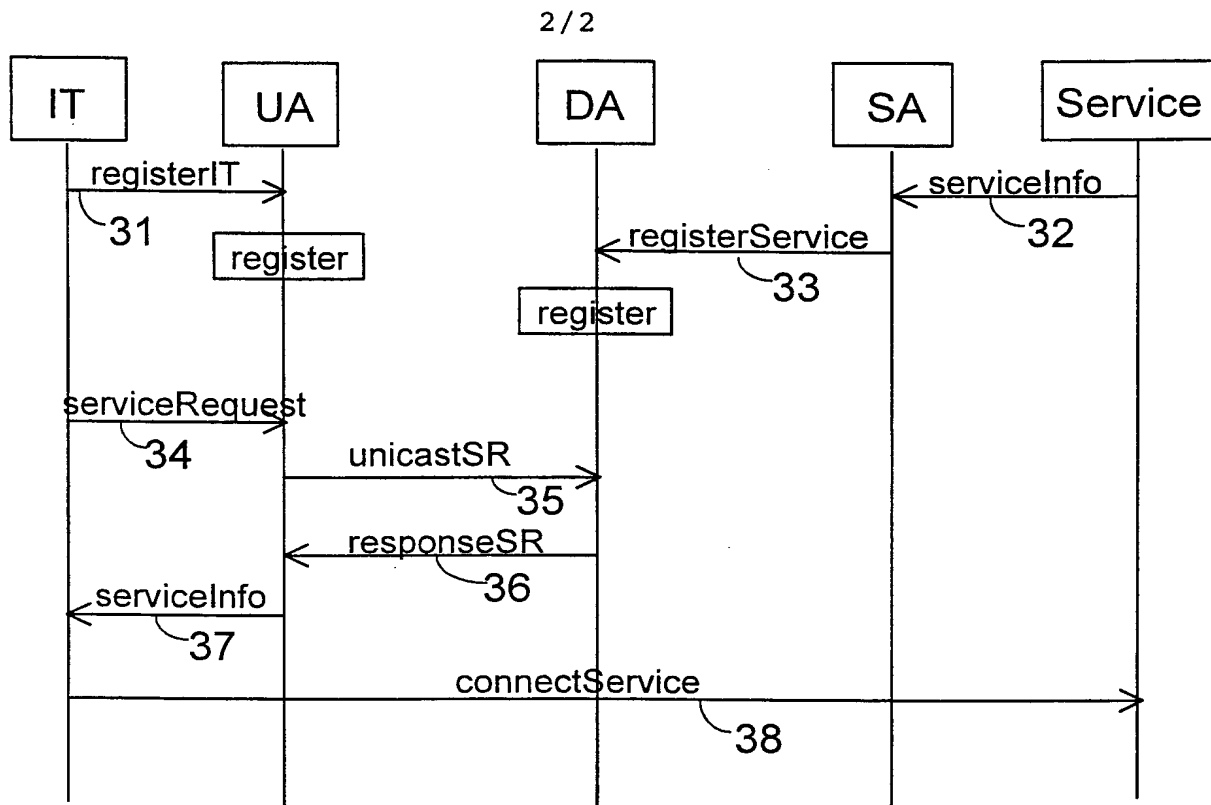 2/2
IT
UA
DA
SA
Service
registerIT
31
serviceInfo
32
register
registerService
33
register
serviceRequest
34
unicastSR
35
responseSR
36
serviceInfo
37
connectService
38